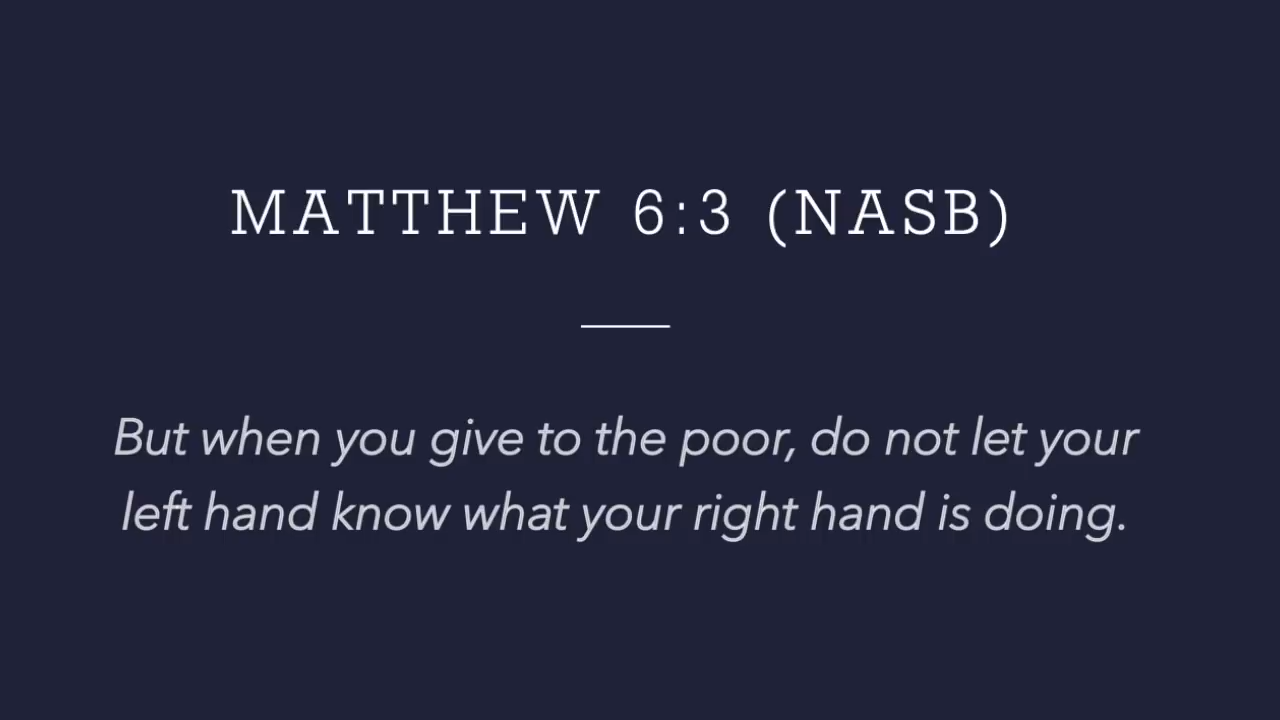 MATTHEW 6:3 (NASB)
But when you give to the poor, do not let your
left hand know what your right hand is doing.